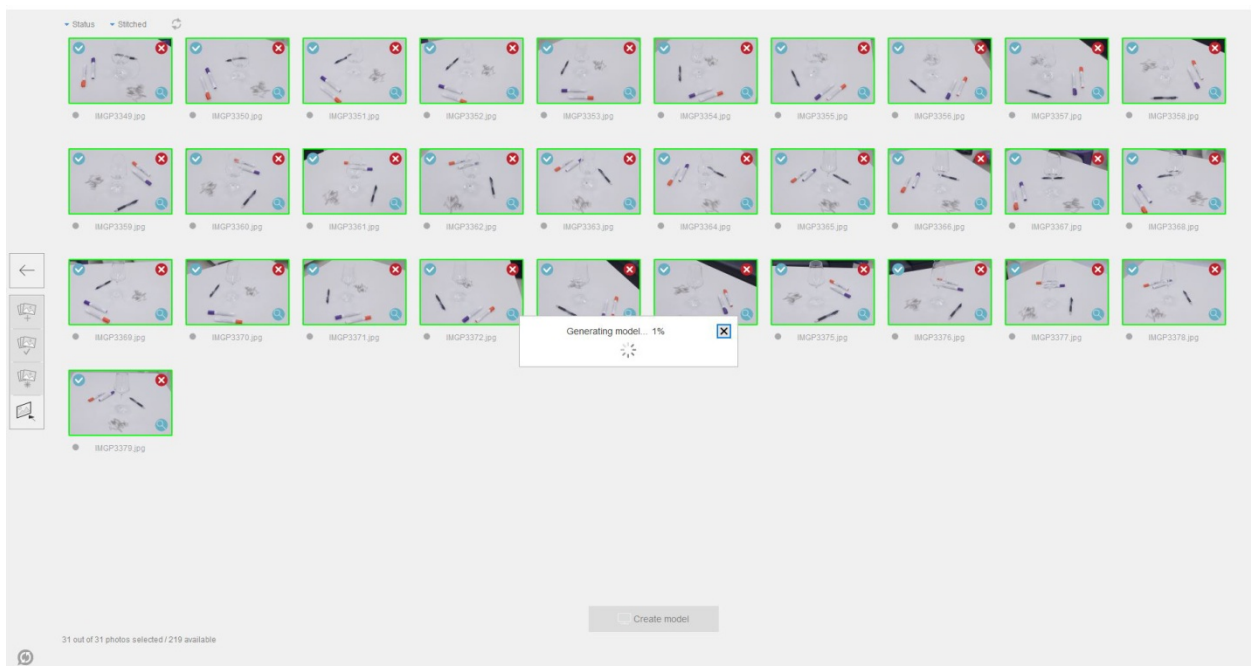 Status Stitched
IMGP3349.jpg IMGP3350.jpg IMGP3351.jpg IMGP3352.jpg IMGP3353.jpg IMGP3354.jpg IMGP3355.jpg IMGP3356.jpg IMGP3357.jpg IMGP3358.jpg
IMGP3359.jpg IMGP3360.jpg IMGP3361.jpg IMGP3362.jpg IMGP3363.jpg IMGP3364.jpg IMGP3365.jpg IMGP3366.jpg IMGP3367.jpg IMGP3368.jpg
Generating model... 1%
IMGP3369.jpg IMGP3370.jpg IMGP3371.jpg IMGP3372.jpg IMGP3375.jpg IMGP3376.jpg IMGP3377.jpg IMGP3378.jpg
IMGP3379.jpg
Create model
31 out of 31 photos selected / 219 available